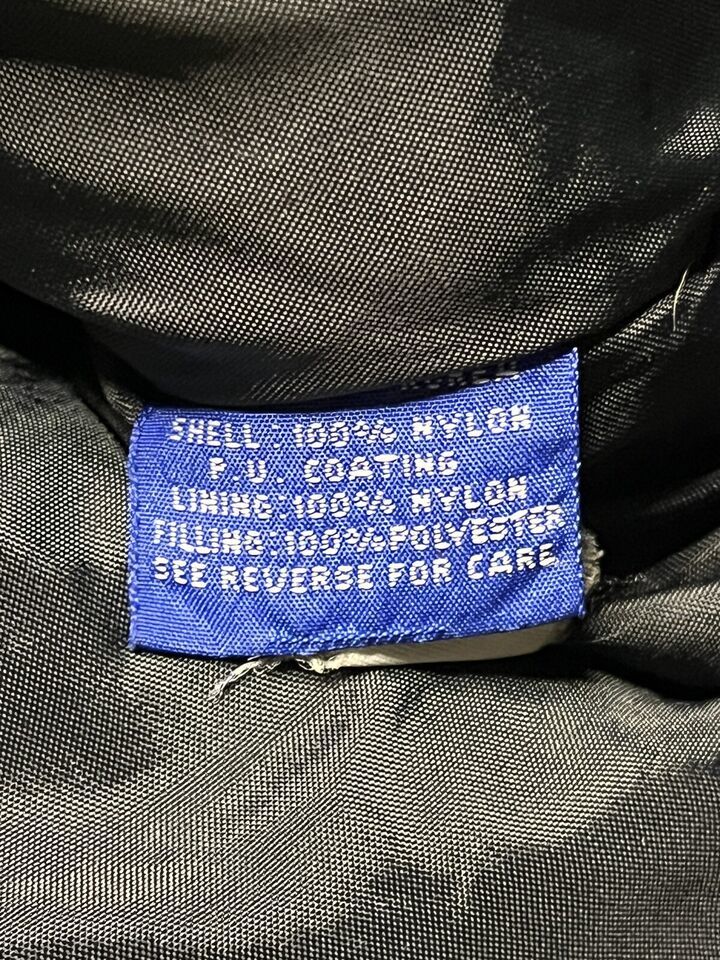 SHELL : 100% NYLON
P.U. COATING
LINING : 100% NYLON
FILLING : 100% POLYESTER
SEE REVERSE FOR CARE